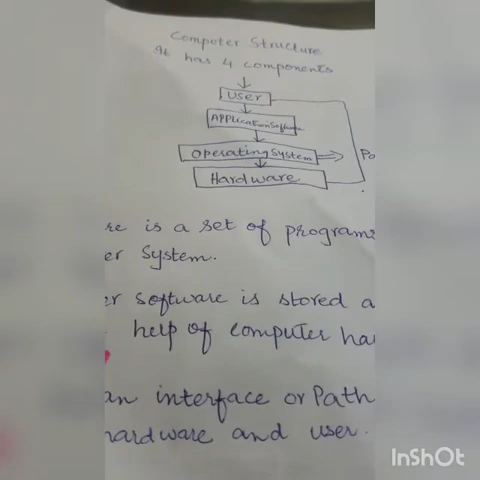 Computer Structure
It has 4 components
User
Application Software
Operating System
Po
Hardware
re is a set of programs
er system.
er software is stored a
help of computer ha
an interface or Path
hardware and user.
InShOt